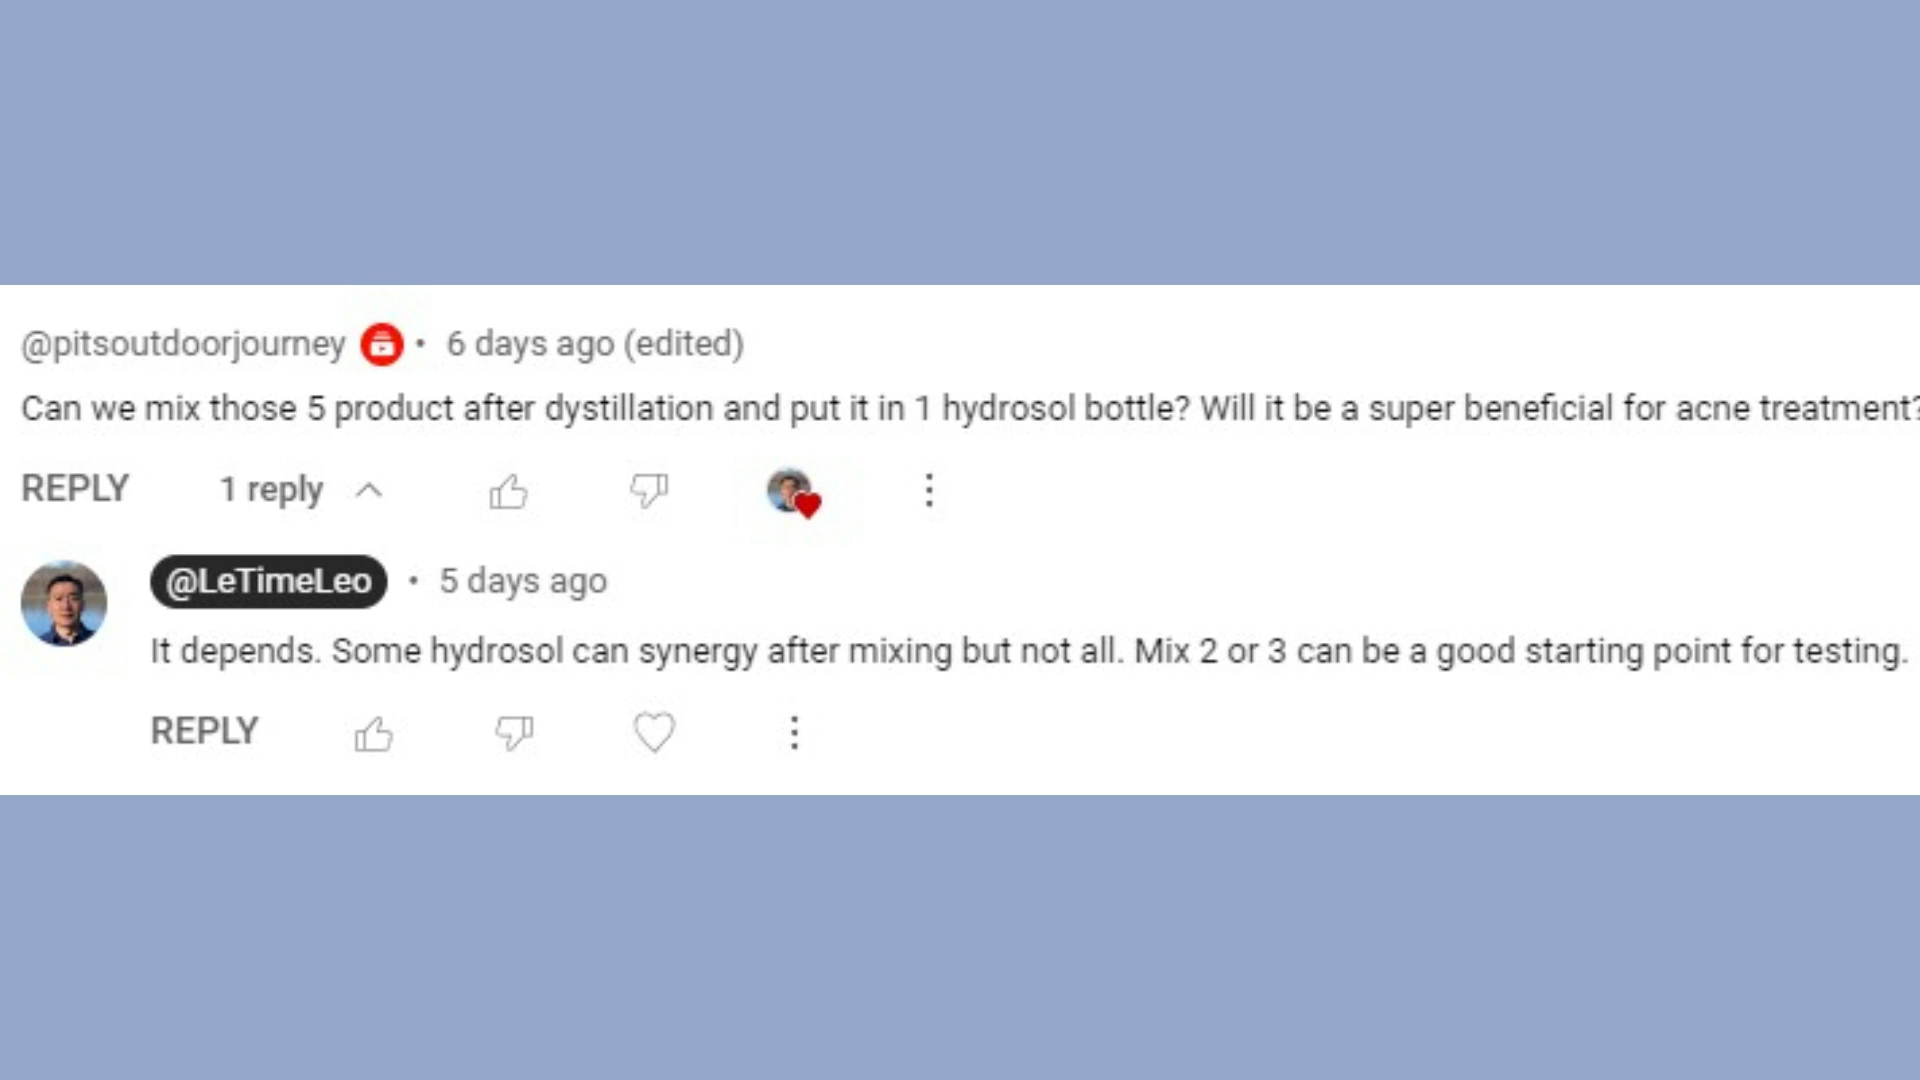 @pitsoutdoorjourney • 6 days ago (edited)
Can we mix those 5 product after dystillation and put it in 1 hydrosol bottle? Will it be a super beneficial for acne treatment?
REPLY 1 reply
@LeTimeLeo • 5 days ago
It depends. Some hydrosol can synergy after mixing but not all. Mix 2 or 3 can be a good starting point for testing.
REPLY